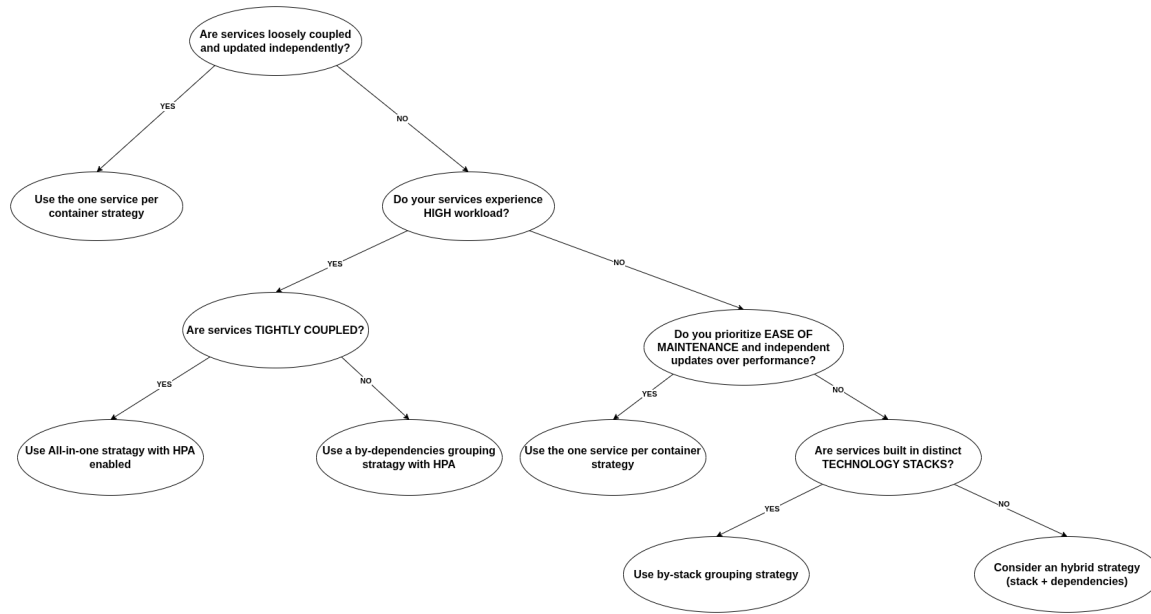 Are services loosely coupled
and updated independently?
YES
NO
Use the one service per
container strategy
Do your services experience
HIGH workload?
YES
NO
Are services TIGHTLY COUPLED?
Do you prioritize EASE OF
MAINTENANCE and independent
updates over performance?
YES
NO
YES
NO
Use All-in-one stratagy with HPA
enabled
Use a by-dependencies grouping
stratagy with HPA
Use the one service per container
strategy
Are services built in distinct
TECHNOLOGY STACKS?
YES
NO
Use by-stack grouping strategy
Consider an hybrid strategy
(stack + dependencies)